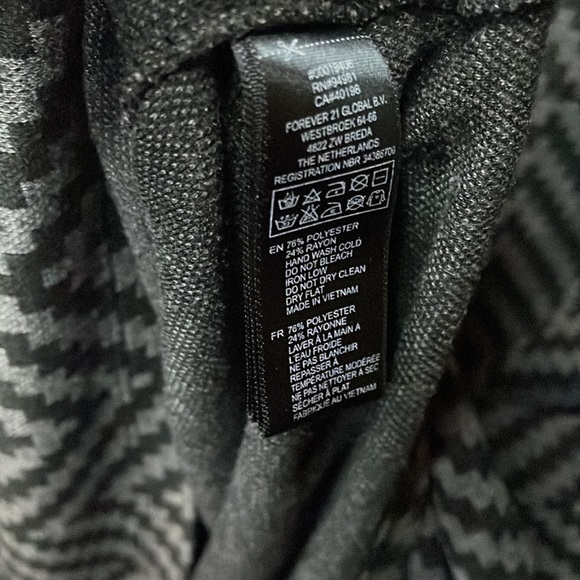 RN#94981
CA#40196
FOREVER 21 GLOBAL B.V.
WESTBROEK 64-66
4822 ZW BREDA
THE NETHERLANDS
REGISTRATION NBR 34386700
EN 76% POLYESTER
24% RAYON
HAND WASH COLD
DO NOT BLEACH
IRON LOW
DO NOT DRY CLEAN
DRY FLAT
MADE IN VIETNAM
FR 76% POLYESTER
24% RAYONNE
LAVER À LA MAIN A
L'EAU FROIDE
NE PAS BLANCHIR
REPASSER À
TEMPÉRATURE MODÉRÉE
NE PAS NETTOYER À SEC
SÉCHER À PLAT
FABRIQUÉ AU VIETNAM